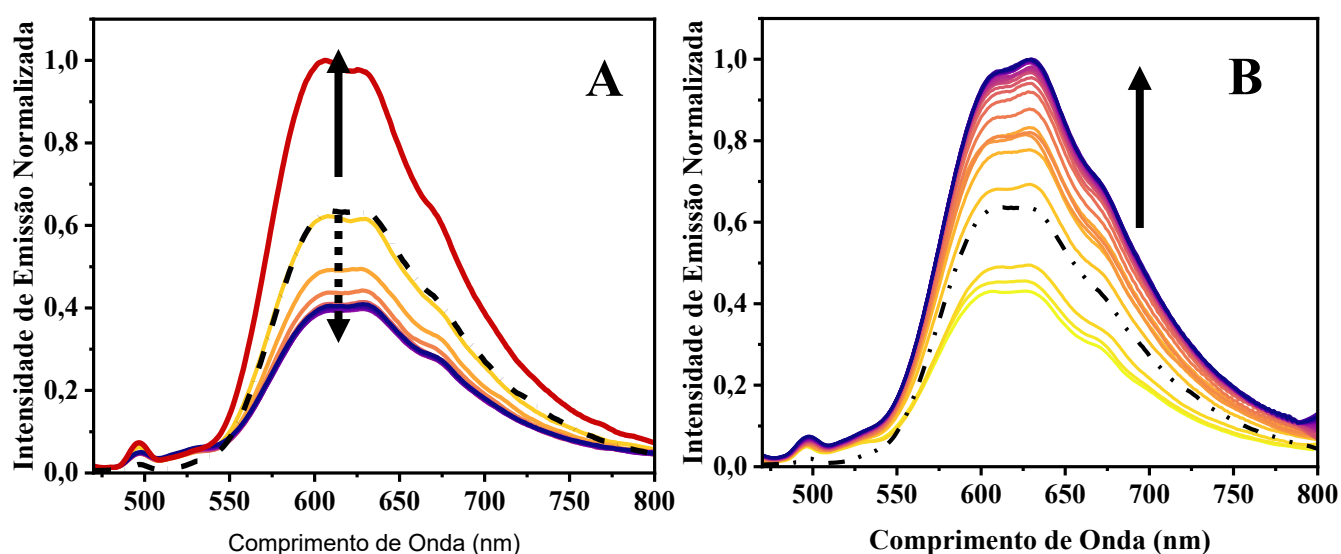 Intensidade de Emissão Normalizada
1,0
0,8
0,6
0,4
0,2
0,0
A
500 550 600 650 700 750 800
Comprimento de Onda (nm)
Intensidade de Emissão Normalizada
1,0
0,8
0,6
0,4
0,2
0,0
B
500 550 600 650 700 750 800
Comprimento de Onda (nm)